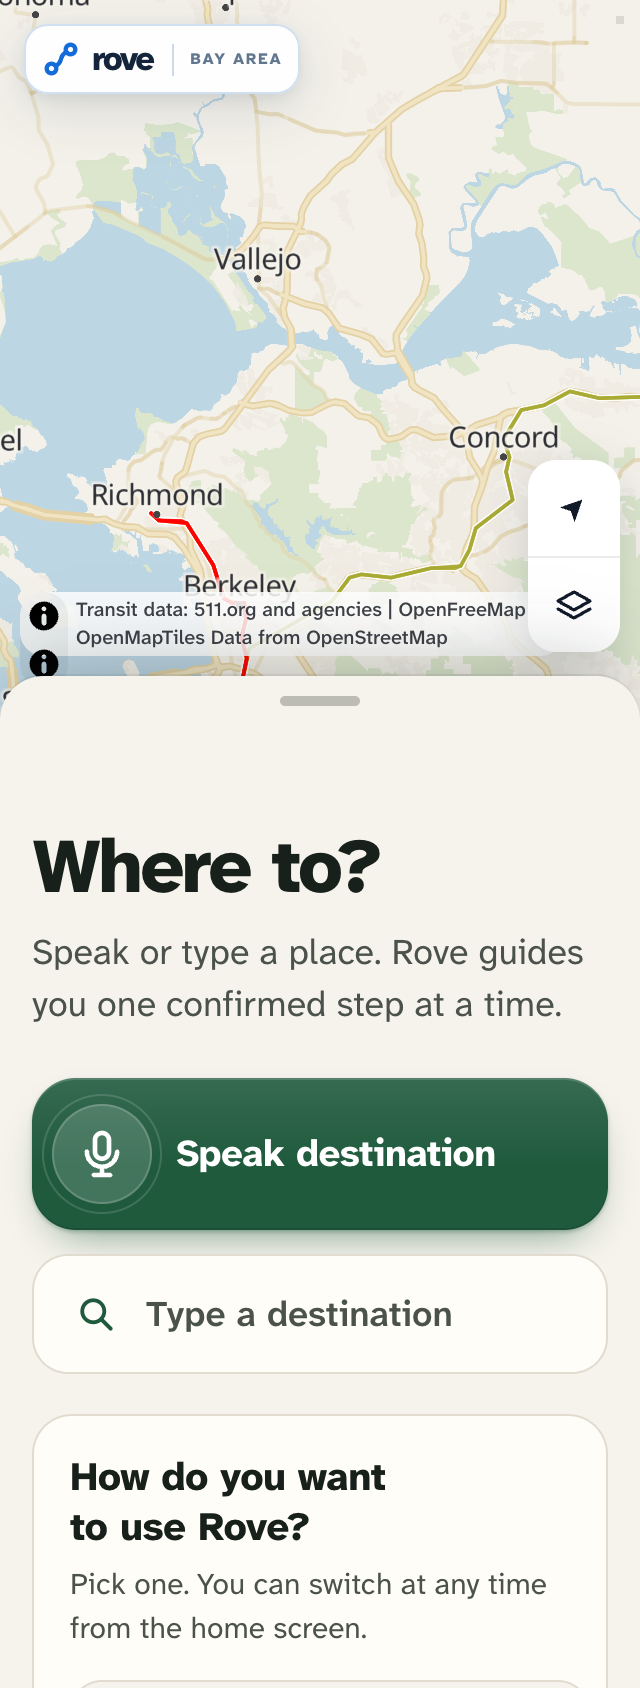 rove
BAY AREA
Vallejo
el
Concord
Richmond
Berkeley
Transit data: 511.org and agencies | OpenFreeMap
OpenMapTiles Data from OpenStreetMap
Where to?
Speak or type a place. Rove guides
you one confirmed step at a time.
Speak destination
Type a destination
How do you want
to use Rove?
Pick one. You can switch at any time
from the home screen.